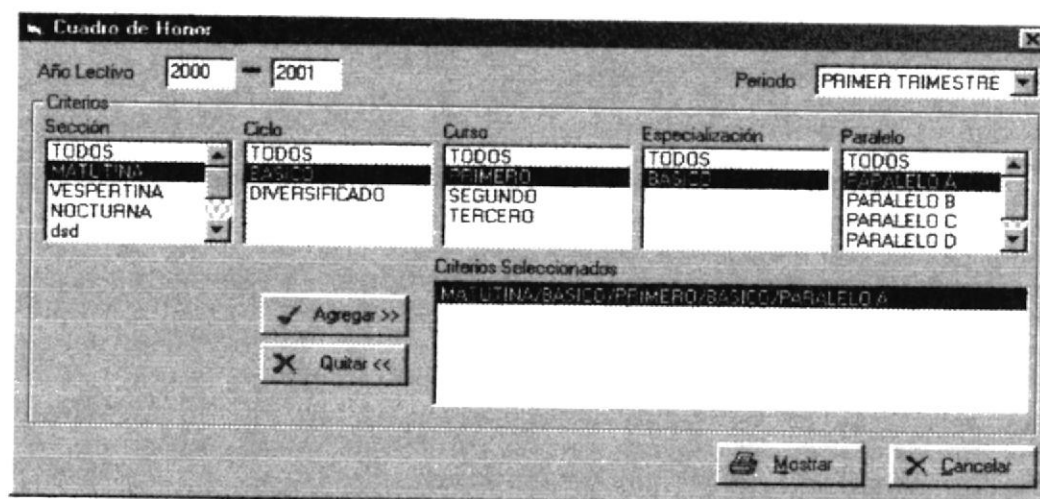 Cuadro de Honor
Año Lectivo 2000 - 2001
Periodo PRIMER TRIMESTRE
Criterios
Sección
TODOS
MATUTINA
VESPERTINA
NOCTURNA
dsd
Ciclo
TODOS
BASICO
DIVERSIFICADO
Curso
TODOS
PRIMERO
SEGUNDO
TERCERO
Especialización
TODOS
BASICO
Paralelo
TODOS
PARALELO A
PARALELO B
PARALELO C
PARALELO D
Criterios Seleccionados
MATUTINA/BASICO/PRIMERO/BASICO/PARALELO A
Agregar >>
Quitar <<
Mostrar
Cancelar